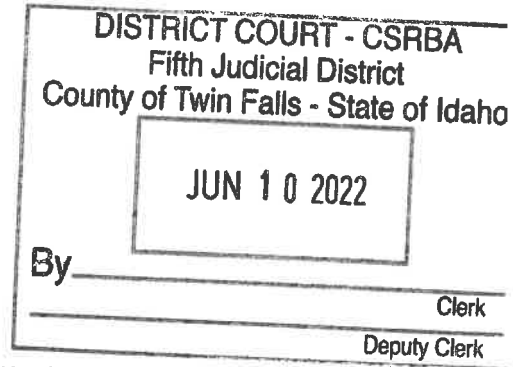 DISTRICT COURT - CSRBA
Fifth Judicial District
County of Twin Falls - State of Idaho
JUN 10 2022
By
Clerk
Deputy Clerk